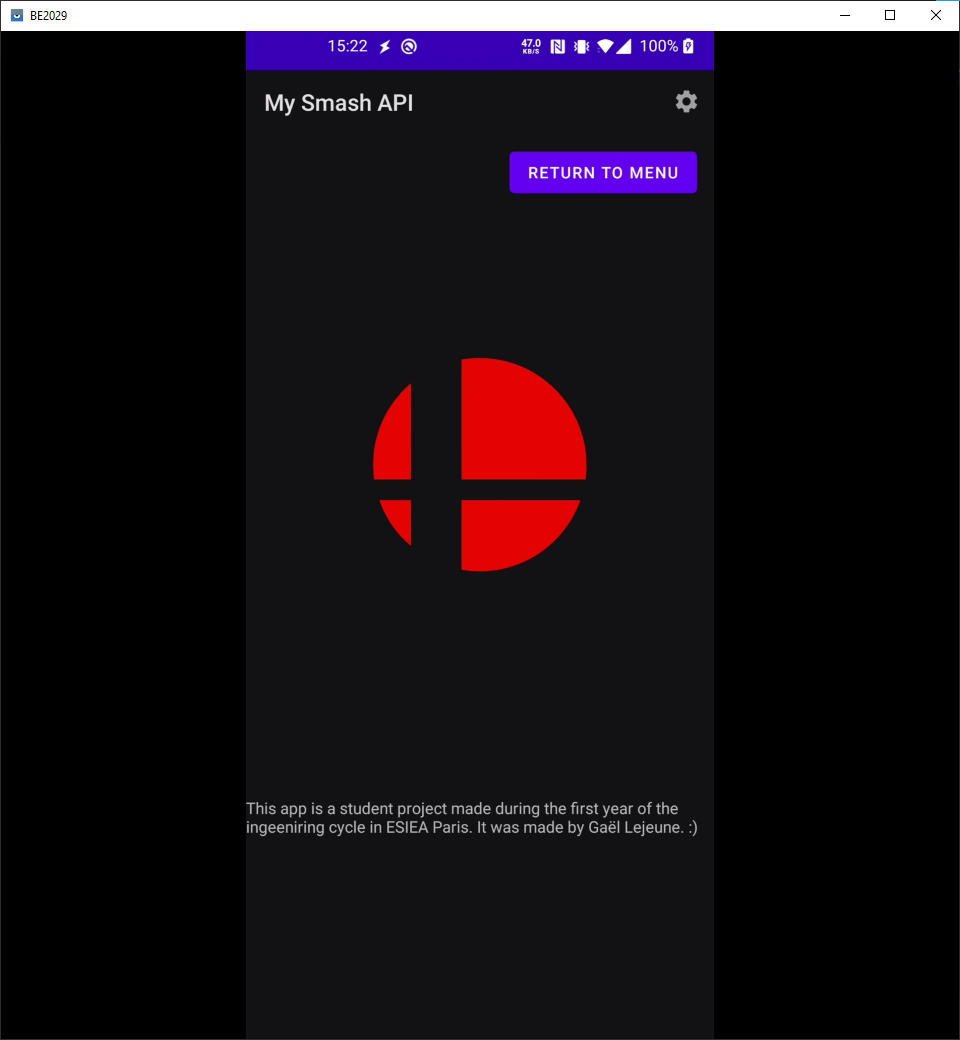 BE2029
15:22 47.0 KB/S 100%
My Smash API
RETURN TO MENU
This app is a student project made during the first year of the
ingeeniring cycle in ESIEA Paris. It was made by Gaël Lejeune. :)